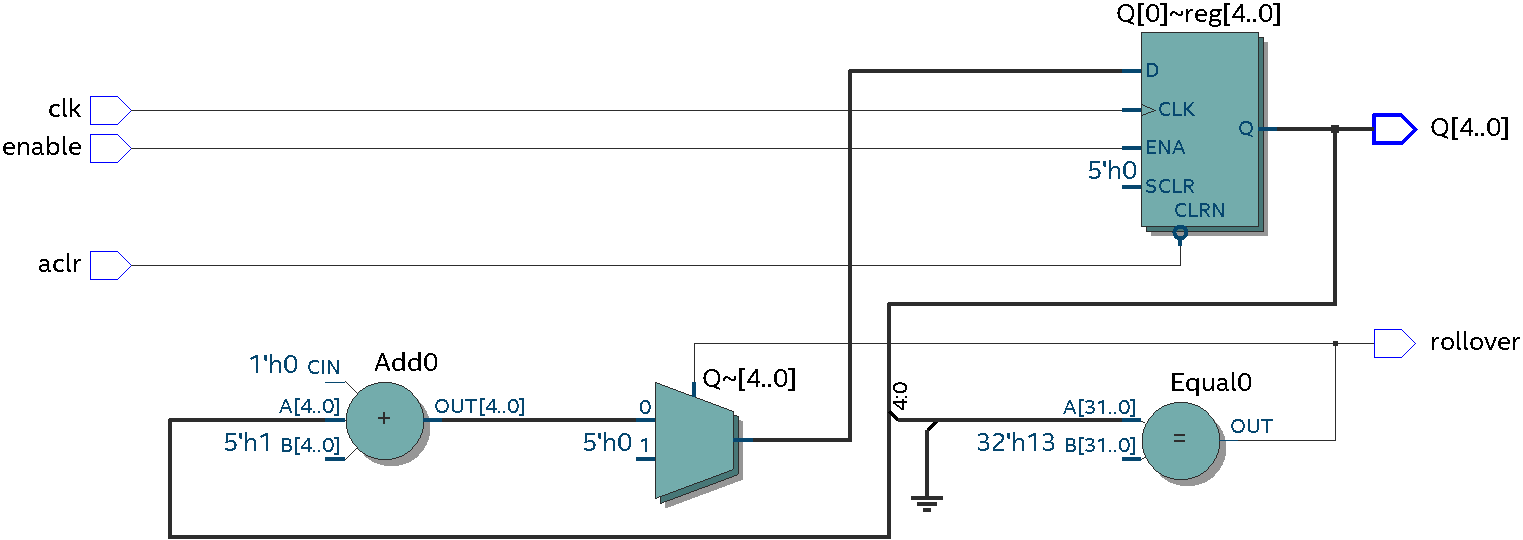 Q[0]~reg[4..0]
D
clk
CLK
Q
Q[4..0]
enable
ENA
5'h0
SCLR
CLRN
aclr
rollover
1'h0 CIN
Add0
Q~[4..0]
4:0
Equal0
A[4..0]
+
OUT[4..0]
0
A[31..0]
OUT
5'h1 B[4..0]
5'h0 1
32'h13 B[31..0]
=